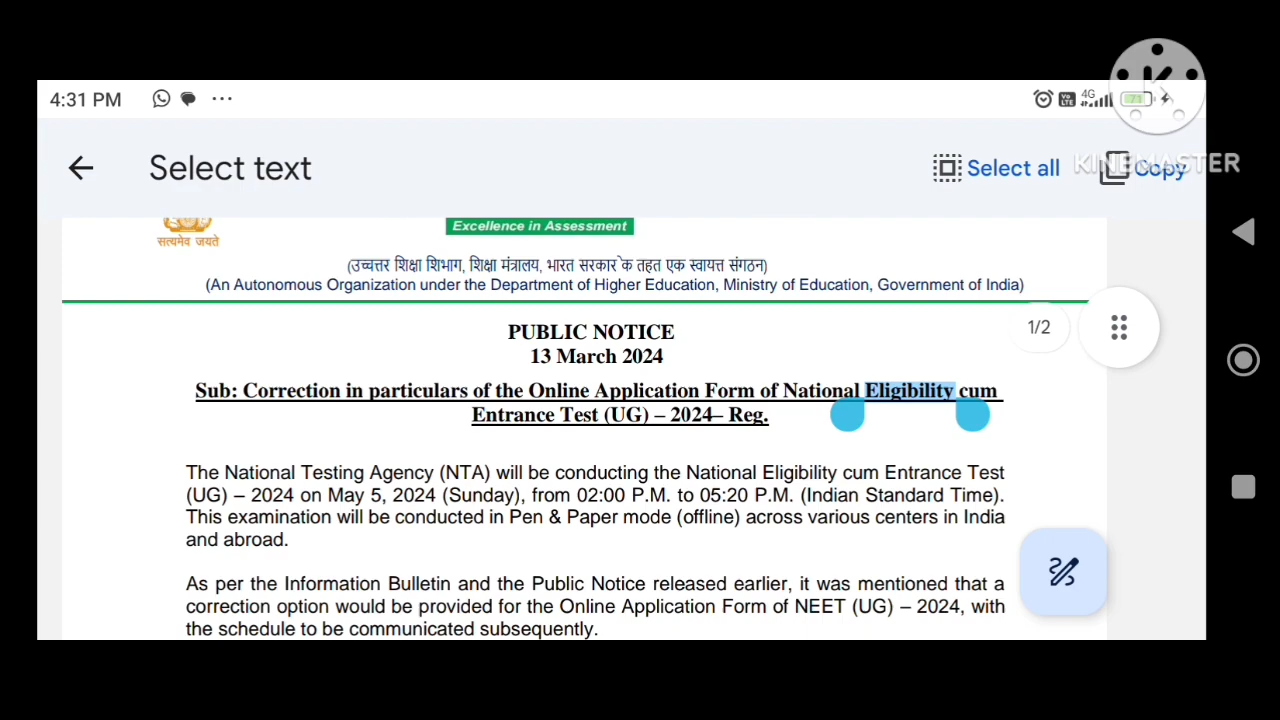 4:31 PM
4G
Vo
LTE
71
Select text
Select all
Copy
KINEMASTER
Excellence in Assessment
सत्यमेव जयते
(उच्चत्तर शिक्षा शिभाग, शिक्षा मंत्रालय, भारत सरकार के तहत एक स्वायत्त संगठन)
(An Autonomous Organization under the Department of Higher Education, Ministry of Education, Government of India)
PUBLIC NOTICE
1/2
13 March 2024
Sub: Correction in particulars of the Online Application Form of National Eligibility cum
Entrance Test (UG) – 2024– Reg.
The National Testing Agency (NTA) will be conducting the National Eligibility cum Entrance Test
(UG) – 2024 on May 5, 2024 (Sunday), from 02:00 P.M. to 05:20 P.M. (Indian Standard Time).
This examination will be conducted in Pen & Paper mode (offline) across various centers in India
and abroad.
As per the Information Bulletin and the Public Notice released earlier, it was mentioned that a
correction option would be provided for the Online Application Form of NEET (UG) – 2024, with
the schedule to be communicated subsequently.